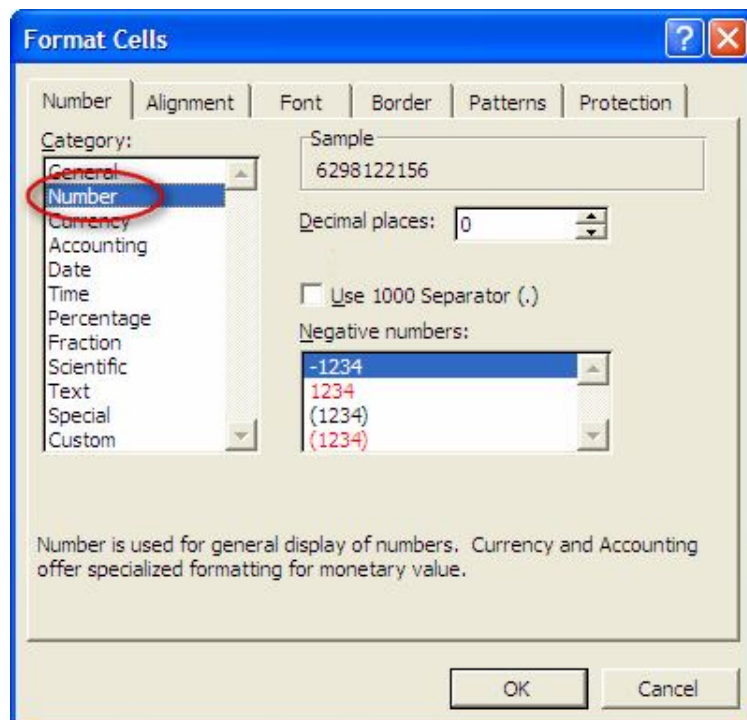 Format Cells
Number Alignment Font Border Patterns Protection
Category:
General
Number
Currency
Accounting
Date
Time
Percentage
Fraction
Scientific
Text
Special
Custom
Sample
6298122156
Decimal places: 0
Use 1000 Separator (.)
Negative numbers:
-1234
1234
(1234)
(1234)
Number is used for general display of numbers. Currency and Accounting
offer specialized formatting for monetary value.
OK Cancel